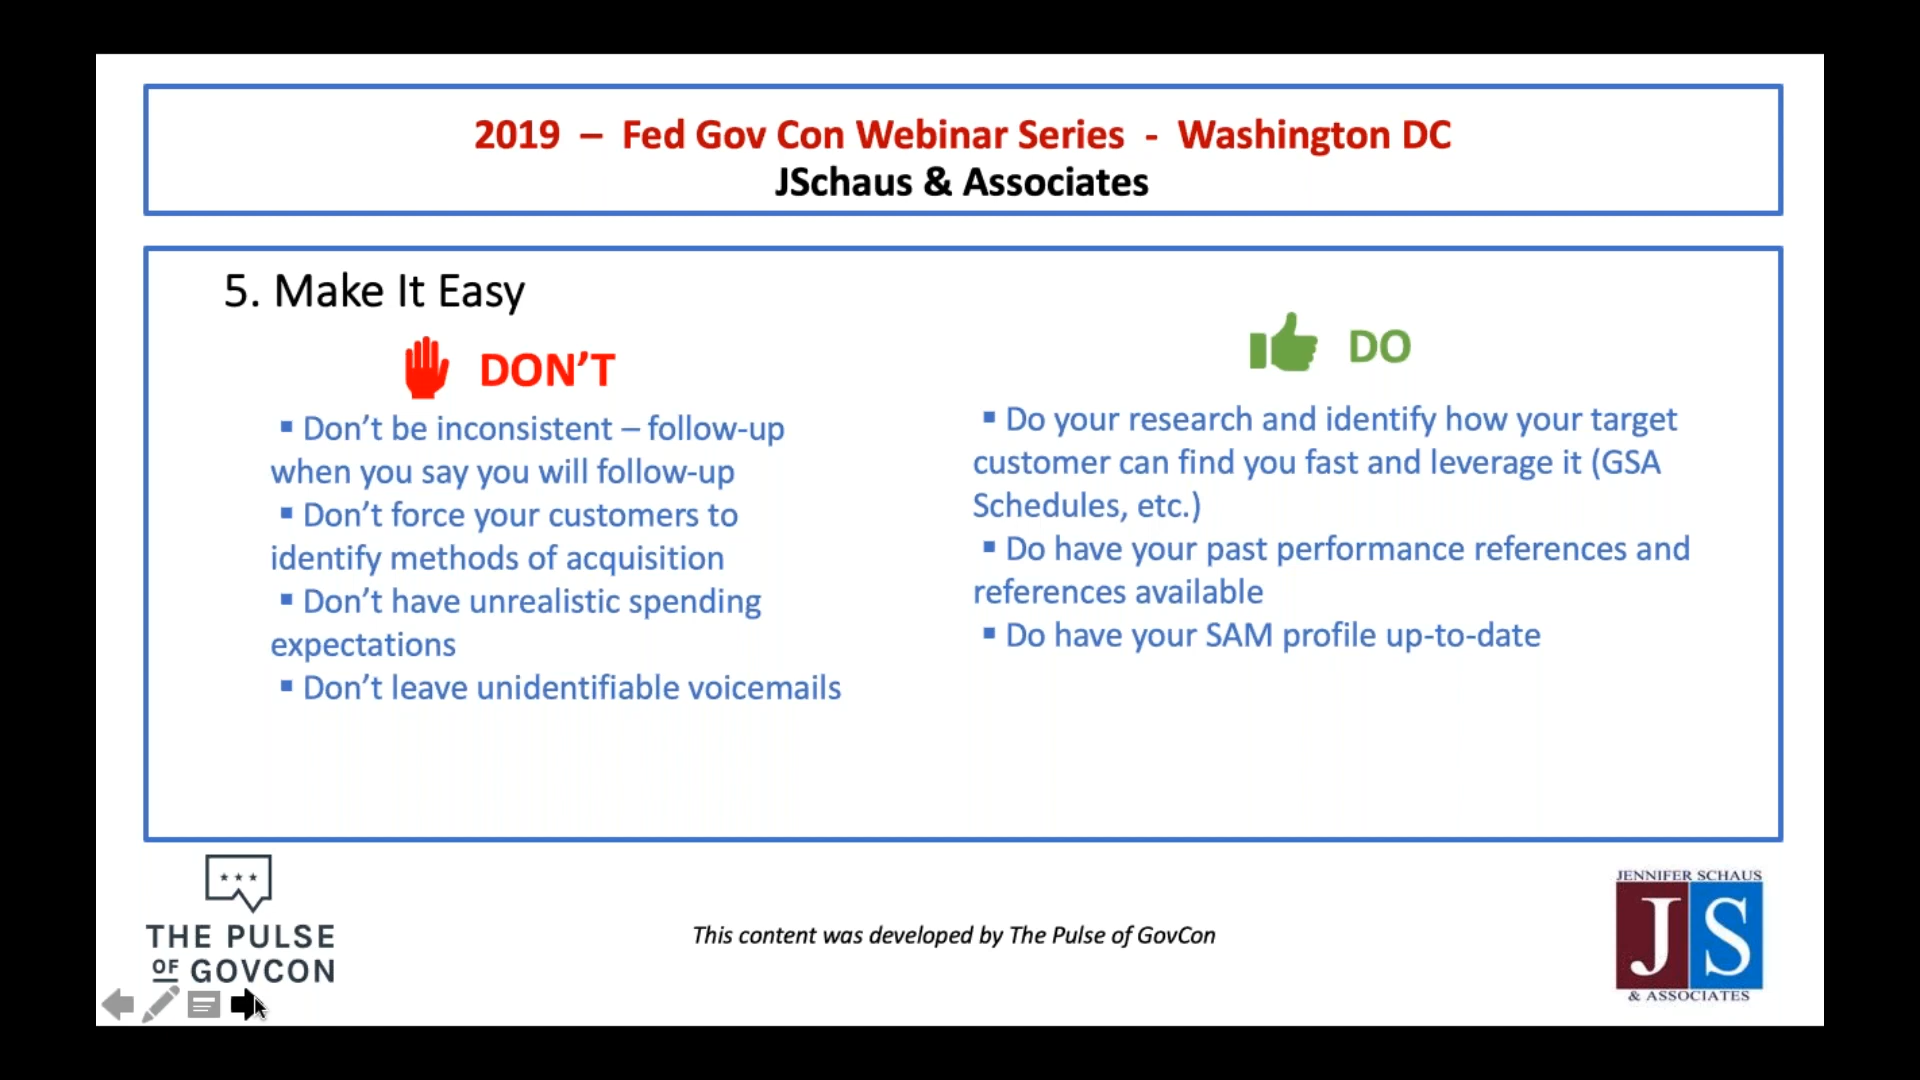 2019 – Fed Gov Con Webinar Series - Washington DC
JSchaus & Associates
5. Make It Easy
DON’T
▪ Don’t be inconsistent – follow-up
when you say you will follow-up
▪ Don’t force your customers to
identify methods of acquisition
▪ Don’t have unrealistic spending
expectations
▪ Don’t leave unidentifiable voicemails
DO
▪ Do your research and identify how your target
customer can find you fast and leverage it (GSA
Schedules, etc.)
▪ Do have your past performance references and
references available
▪ Do have your SAM profile up-to-date
THE PULSE
OF GOVCON
This content was developed by The Pulse of GovCon
JENNIFER SCHAUS
JS
& ASSOCIATES